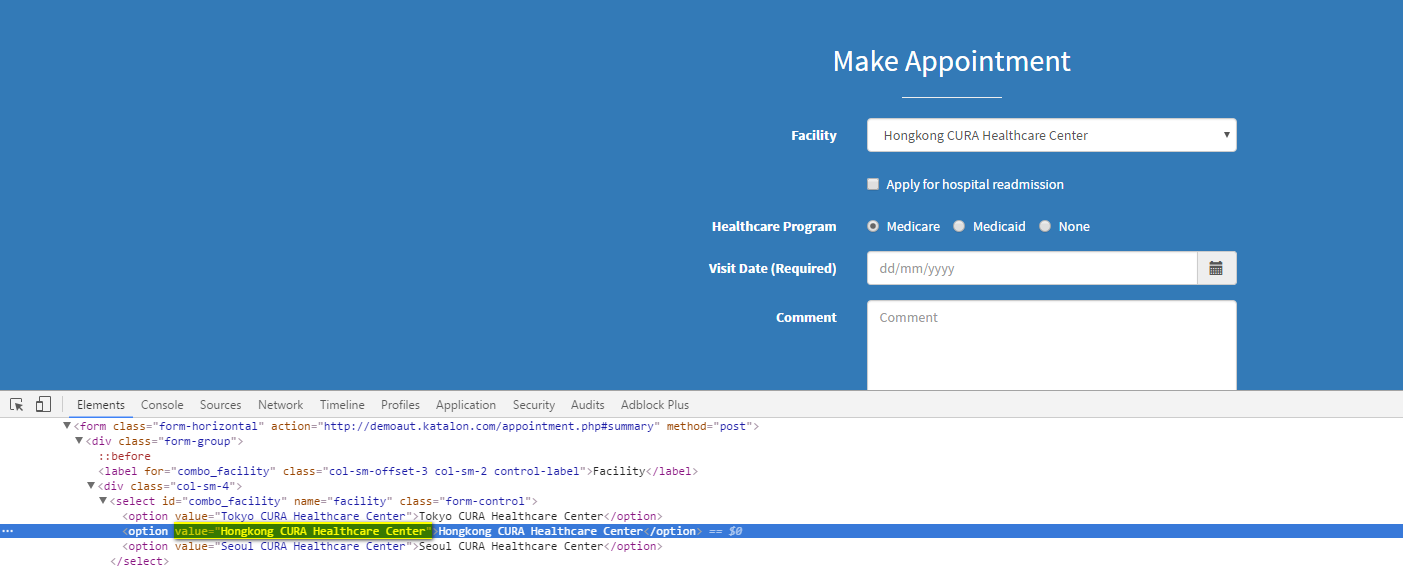 Make Appointment
Facility Hongkong CURA Healthcare Center
Apply for hospital readmission
Healthcare Program Medicare Medicaid None
Visit Date (Required) dd/mm/yyyy
Comment Comment
Elements Console Sources Network Timeline Profiles Application Security Audits Adblock Plus
▼<form class="form-horizontal" action="http://demoaut.katalon.com/appointment.php#summary" method="post">
▼<div class="form-group">
::before
<label for="combo_facility" class="col-sm-offset-3 col-sm-2 control-label">Facility</label>
▼<div class="col-sm-4">
▼<select id="combo_facility" name="facility" class="form-control">
<option value="Tokyo CURA Healthcare Center">Tokyo CURA Healthcare Center</option>
... <option value="Hongkong CURA Healthcare Center">Hongkong CURA Healthcare Center</option> == $0
<option value="Seoul CURA Healthcare Center">Seoul CURA Healthcare Center</option>
</select>